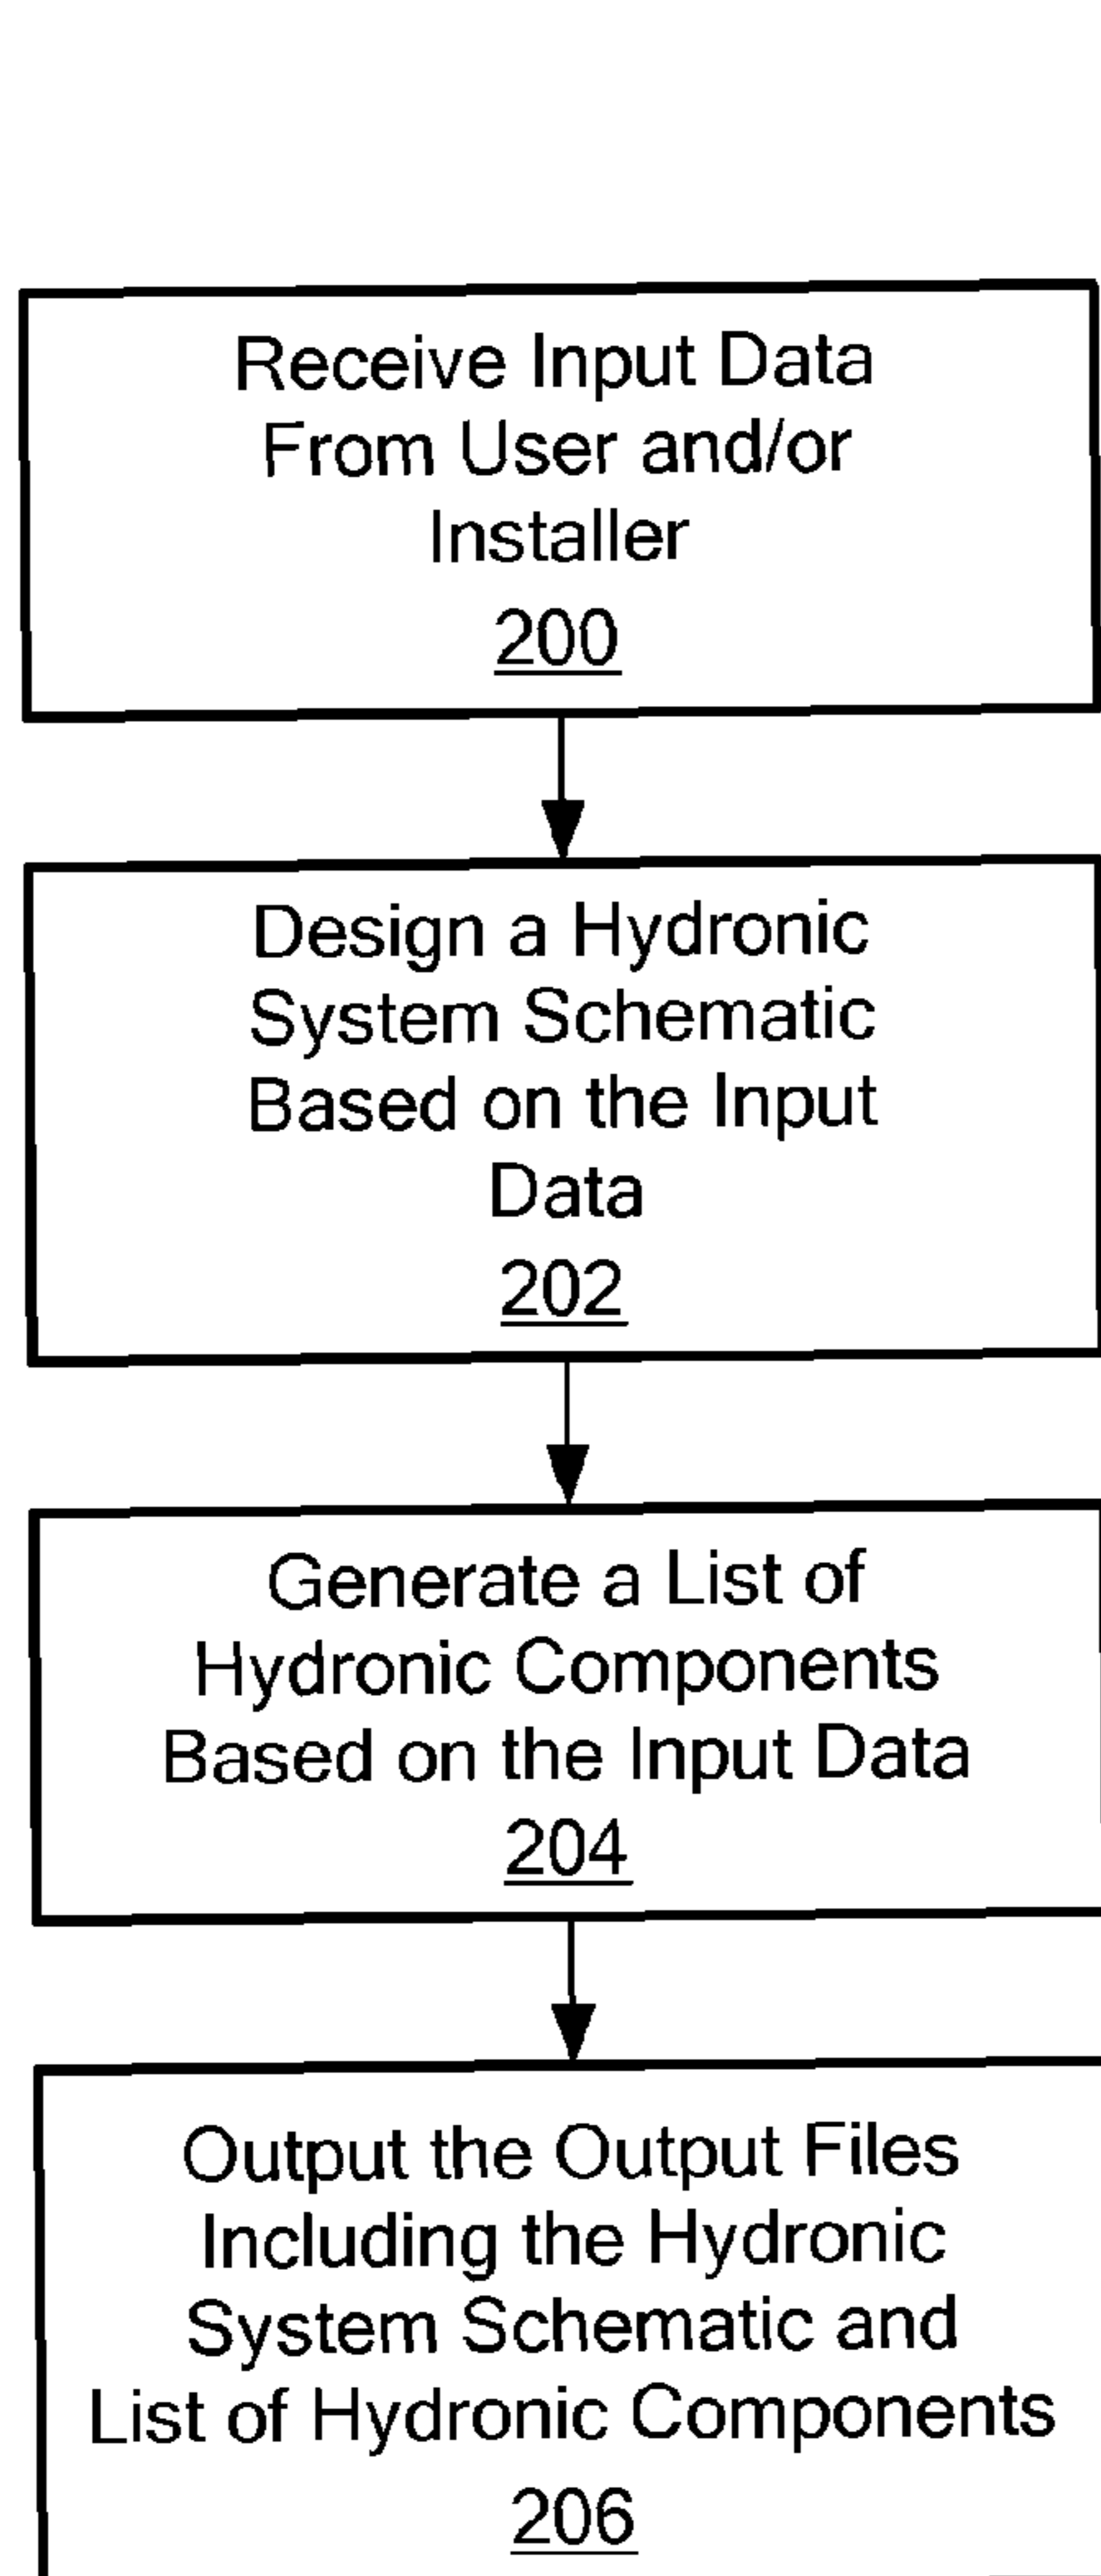 Receive Input Data
From User and/or
Installer
200
Design a Hydronic
System Schematic
Based on the Input
Data
202
Generate a List of
Hydronic Components
Based on the Input Data
204
Output the Output Files
Including the Hydronic
System Schematic and
List of Hydronic Components
206